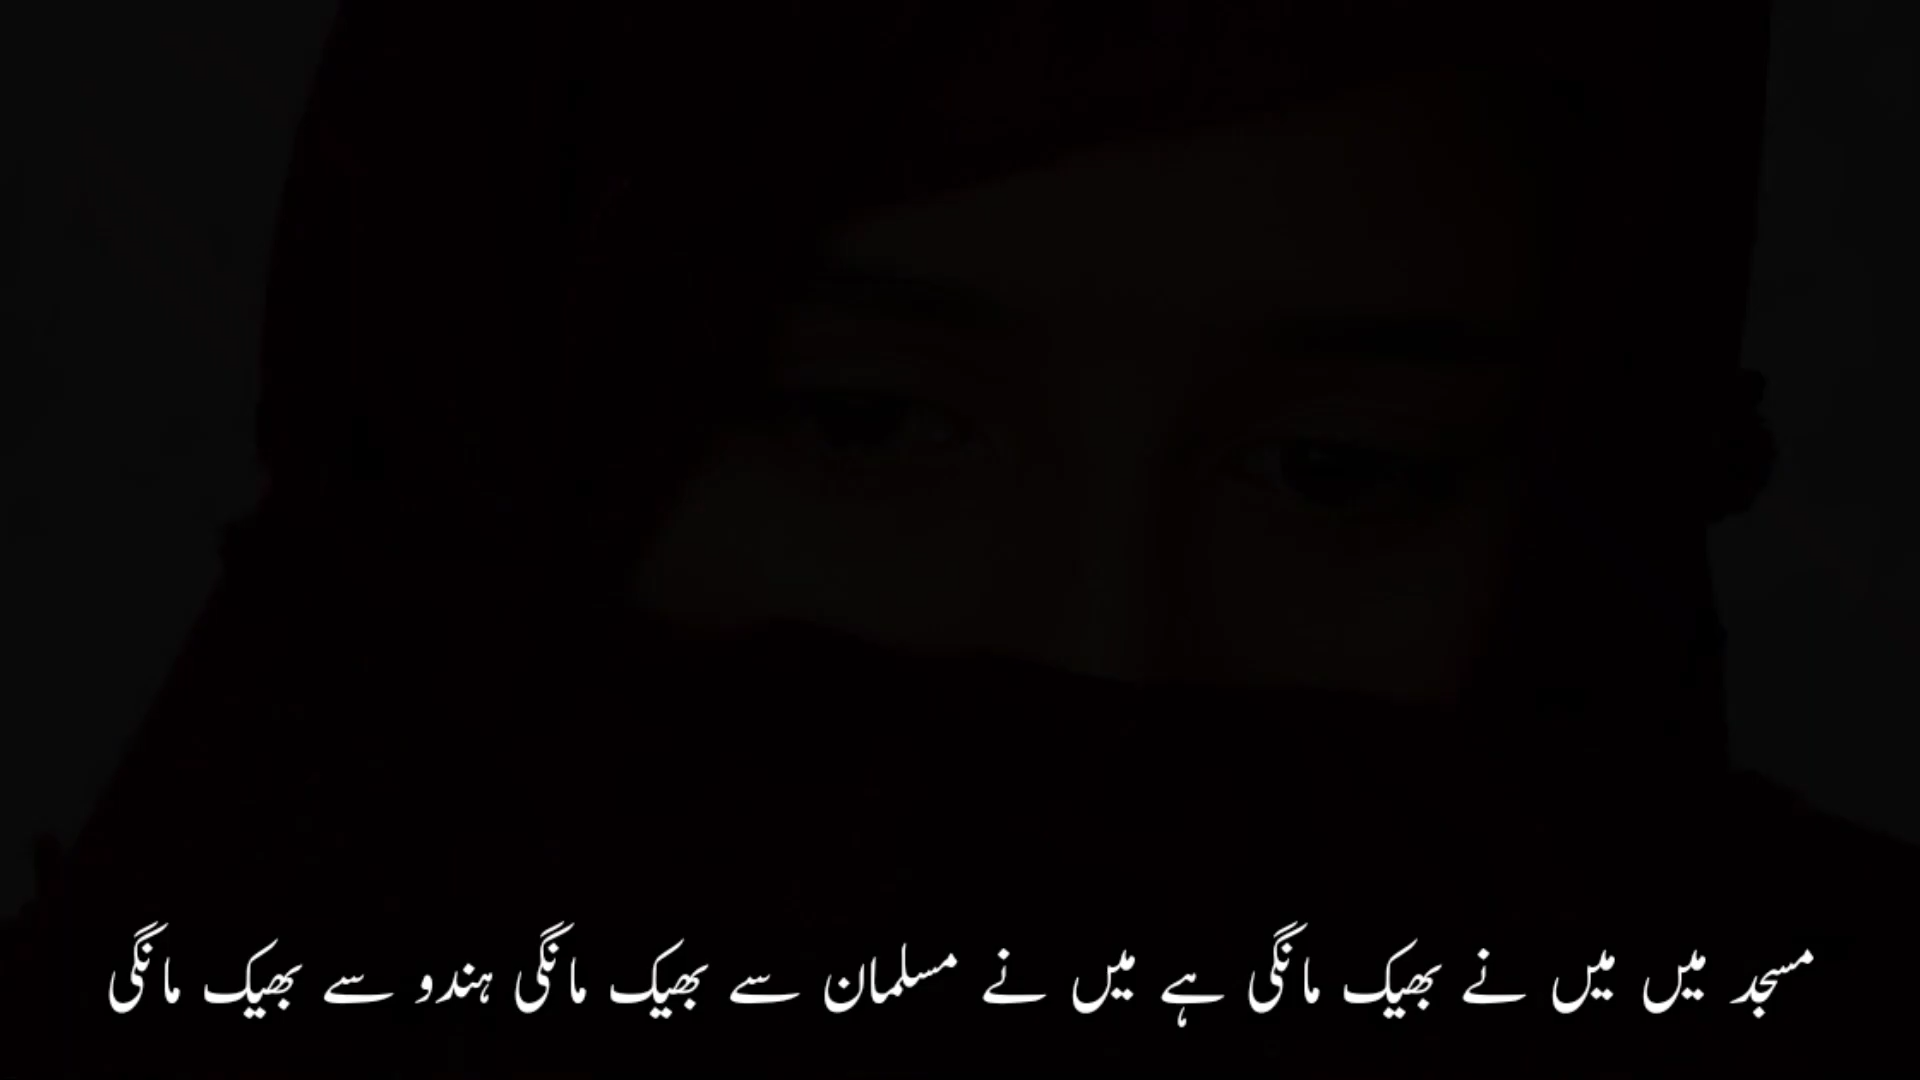 مسجد میں میں نے بھیک مانگی ہے میں نے مسلمان سے بھیک مانگی ہندو سے بھیک مانگی